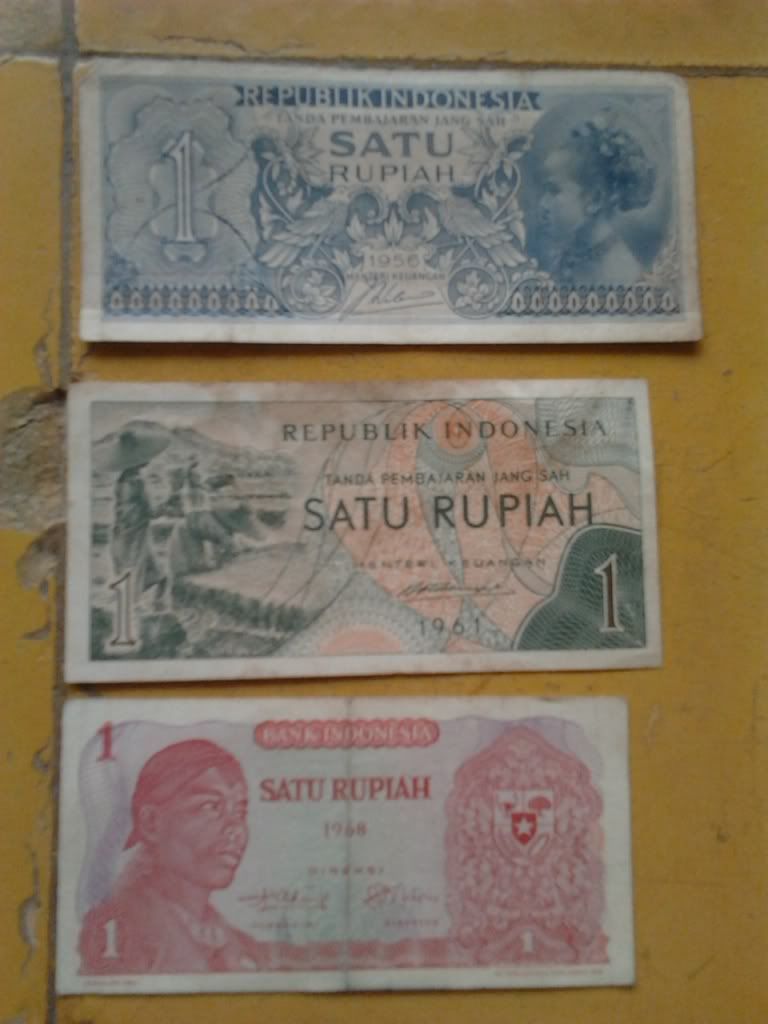 REPUBLIK INDONESIA
TANDA PEMBAJARAN JANG SAH
SATU
RUPIAH
1
1956
MENTERI KEUANGAN
REPUBLIK INDONESIA
TANDA PEMBAJARAN JANG SAH
SATU RUPIAH
MENTERI KEUANGAN
1961
1
1
1
BANK INDONESIA
SATU RUPIAH
1968
DIREKSI
1
1